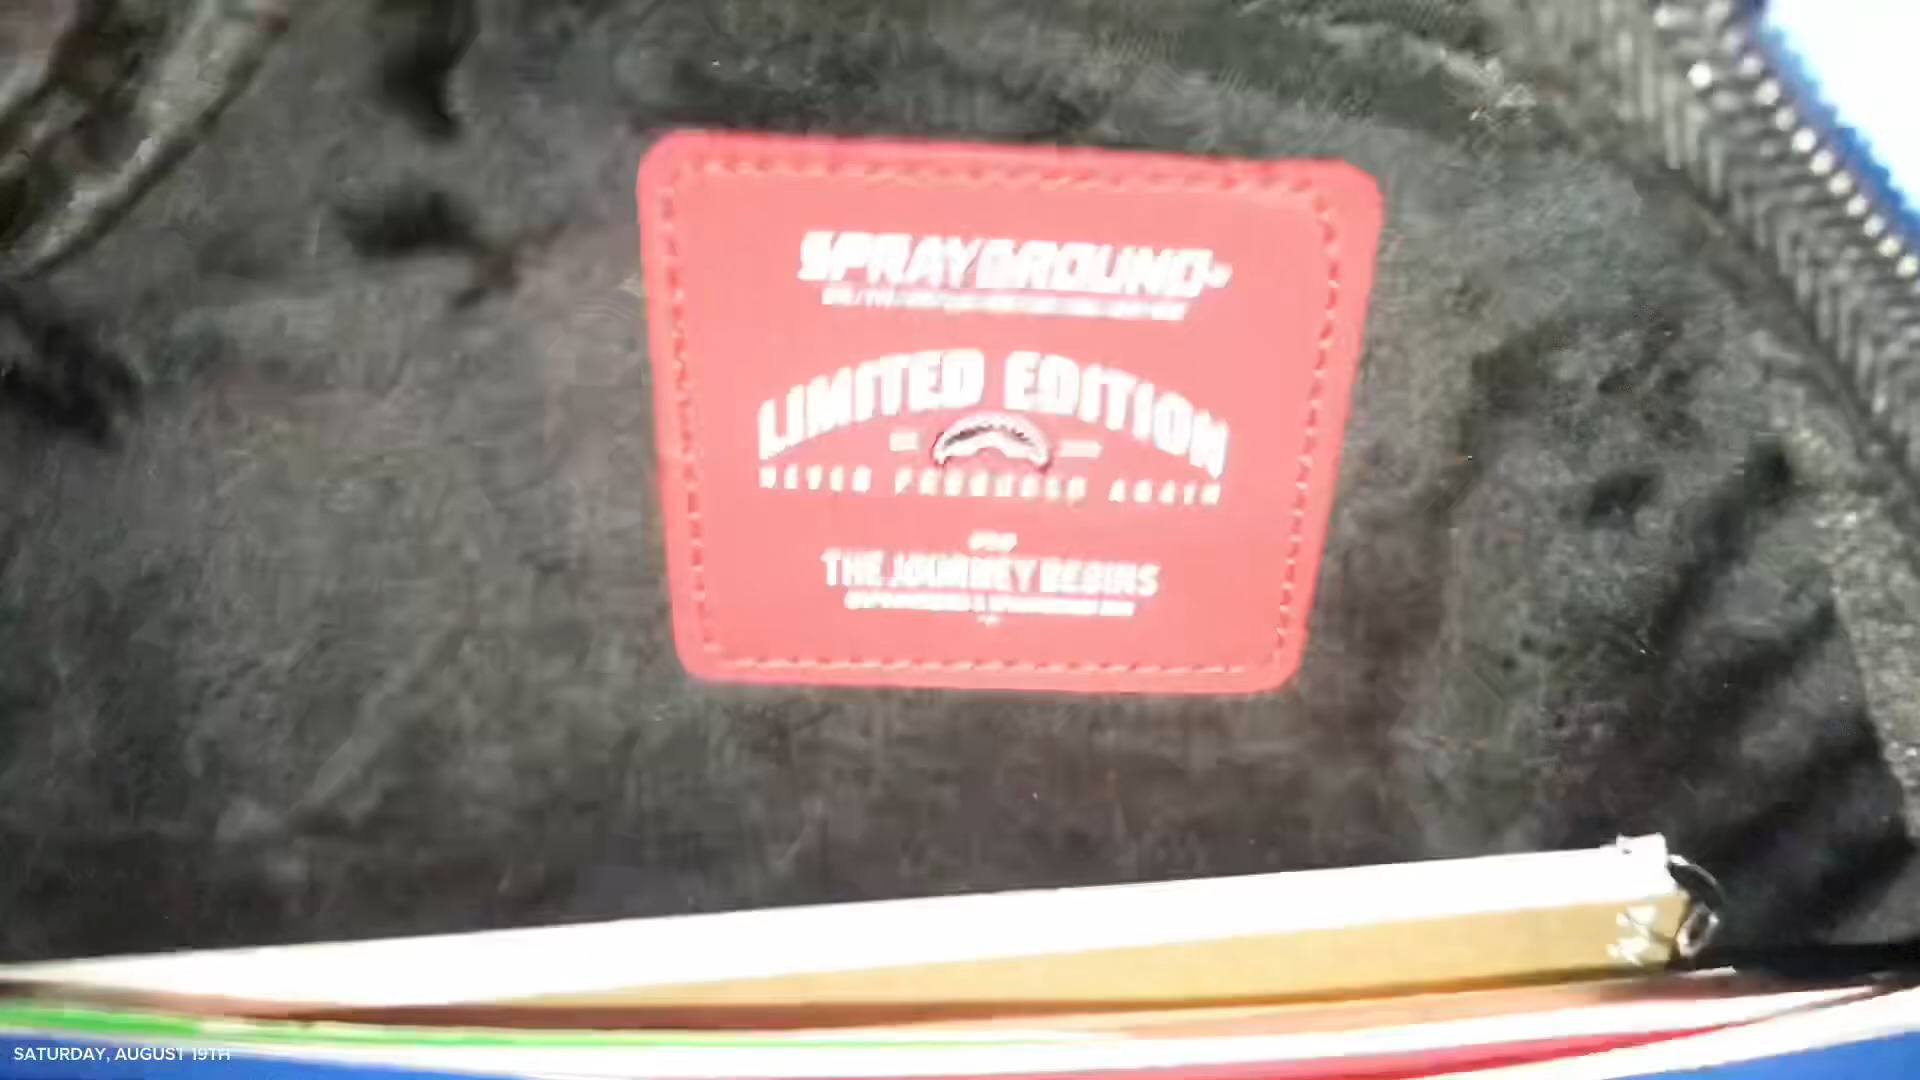 SPRAYGROUND
LIMITED EDITION
NEVER PRODUCED AGAIN
THE JOURNEY BEGINS
SATURDAY, AUGUST 19TH